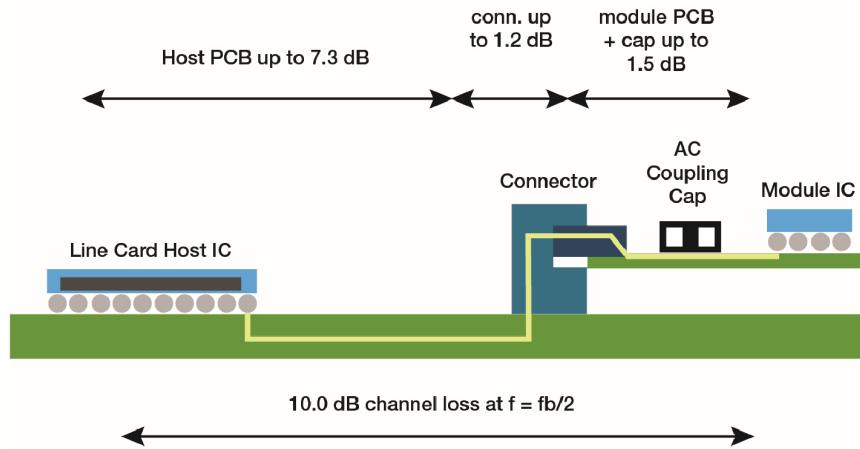 Host PCB up to 7.3 dB
conn. up
to 1.2 dB
module PCB
+ cap up to
1.5 dB
Line Card Host IC
Connector
AC
Coupling
Cap
Module IC
10.0 dB channel loss at f = fb/2